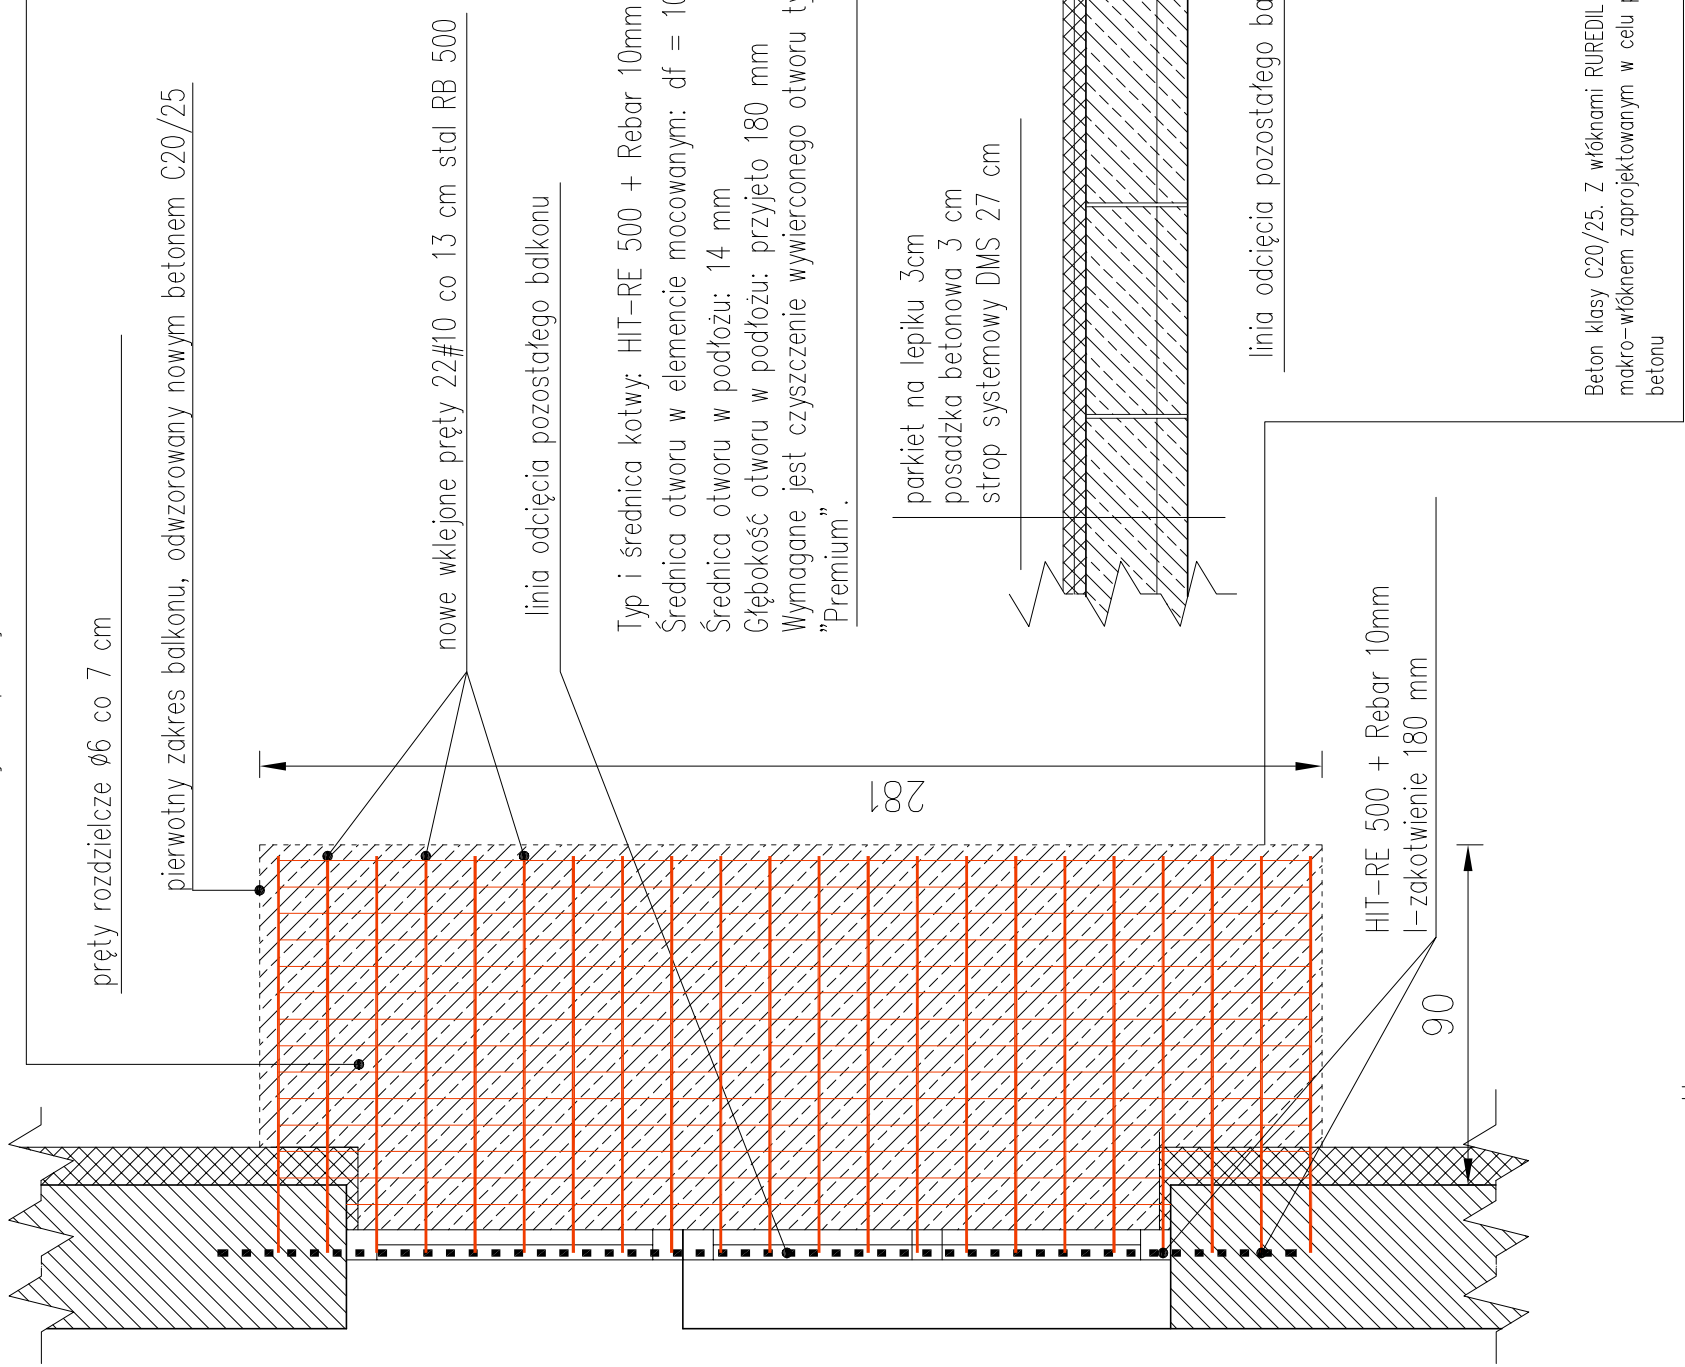 pręty rozdzielcze ø6 co 7 cm
pierwotny zakres balkonu, odwzorowany nowym betonem C20/25
nowe wklejone pręty 22#10 co 13 cm stal RB 500
linia odcięcia pozostałego balkonu
Typ i średnica kotwy: HIT-RE 500 + Rebar 10mm
Średnica otworu w elemencie mocowanym: df = 10
Średnica otworu w podłożu: 14 mm
Głębokość otworu w podłożu: przyjeto 180 mm
Wymagane jest czyszczenie wywierconego otworu ty
"Premium".
281
parkiet na lepiku 3cm
posadzka betonowa 3 cm
strop systemowy DMS 27 cm
linia odcięcia pozostałego ba
HIT-RE 500 + Rebar 10mm
l-zakotwienie 180 mm
90
Beton klasy C20/25. Z włóknami RUREDIL
makro-włóknem zaprojektowanym w celu p
betonu